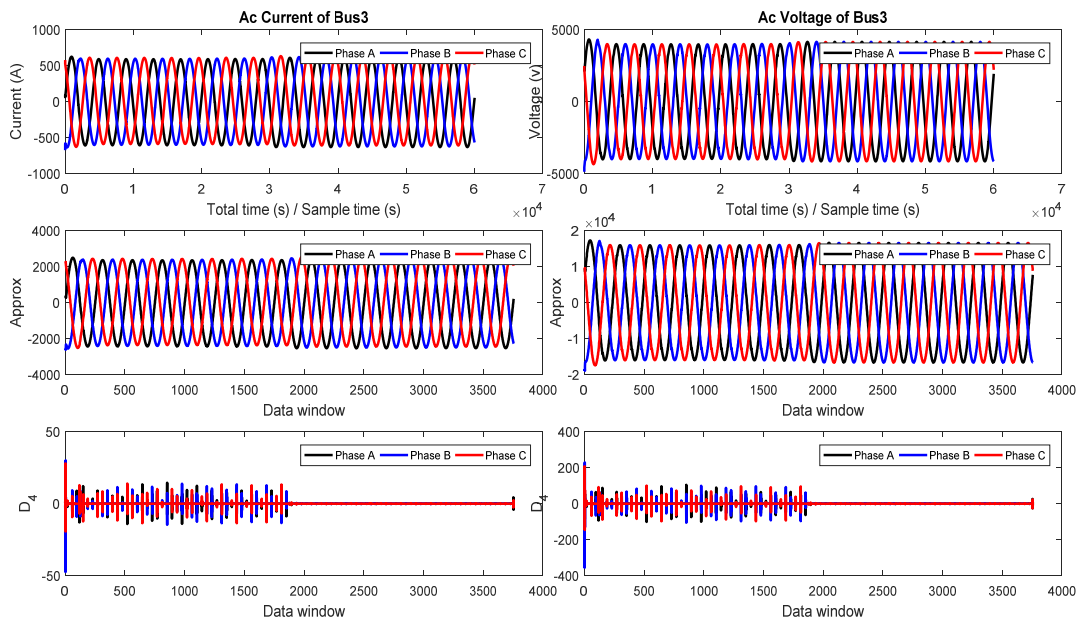 Ac Current of Bus3
1000
500
0
-500
-1000
Current (A)
Phase A Phase B Phase C
0 1 2 3 4 5 6 7
×10^4
Total time (s) / Sample time (s)
Ac Voltage of Bus3
5000
0
-5000
Voltage (v)
Phase A Phase B Phase C
0 1 2 3 4 5 6 7
×10^4
Total time (s) / Sample time (s)
4000
2000
0
-2000
-4000
Approx
Phase A Phase B Phase C
0 500 1000 1500 2000 2500 3000 3500 4000
Data window
×10^4
2
1
0
-1
-2
Approx
Phase A Phase B Phase C
0 500 1000 1500 2000 2500 3000 3500 4000
Data window
50
0
-50
D_4
Phase A Phase B Phase C
0 500 1000 1500 2000 2500 3000 3500 4000
Data window
400
200
0
-200
-400
D_4
Phase A Phase B Phase C
0 500 1000 1500 2000 2500 3000 3500 4000
Data window